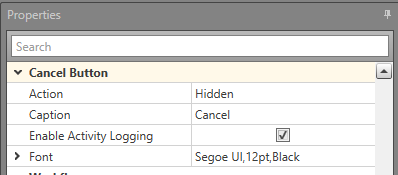 Properties
Search
Cancel Button
Action Hidden
Caption Cancel
Enable Activity Logging
Font Segoe UI,12pt,Black